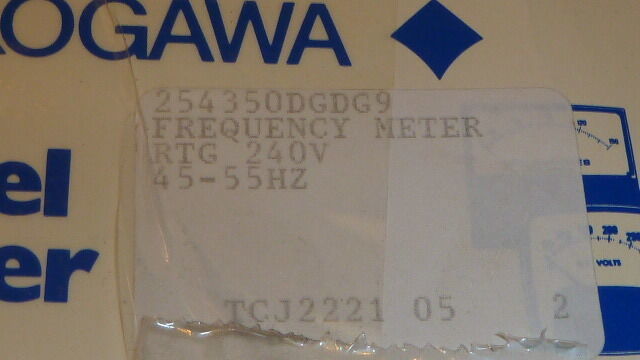 OGAWA
254350DGDG9
FREQUENCY METER
RTG 240V
45-55HZ
el
er
TCJ2221 05 2
VOLTS